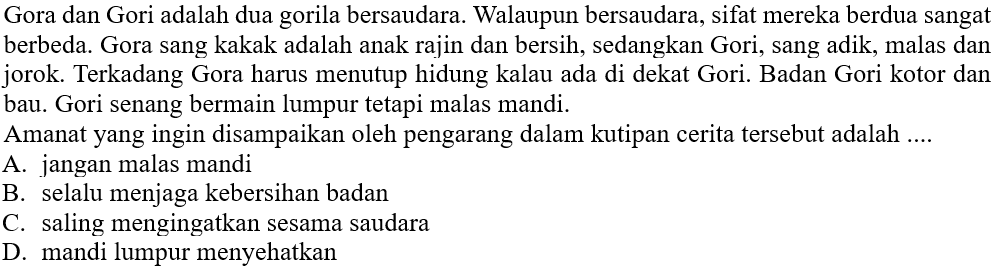 Gora dan Gori adalah dua gorila bersaudara. Walaupun bersaudara, sifat mereka berdua sangat
berbeda. Gora sang kakak adalah anak rajin dan bersih, sedangkan Gori, sang adik, malas dan
jorok. Terkadang Gora harus menutup hidung kalau ada di dekat Gori. Badan Gori kotor dan
bau. Gori senang bermain lumpur tetapi malas mandi.
Amanat yang ingin disampaikan oleh pengarang dalam kutipan cerita tersebut adalah ....
A. jangan malas mandi
B. selalu menjaga kebersihan badan
C. saling mengingatkan sesama saudara
D. mandi lumpur menyehatkan